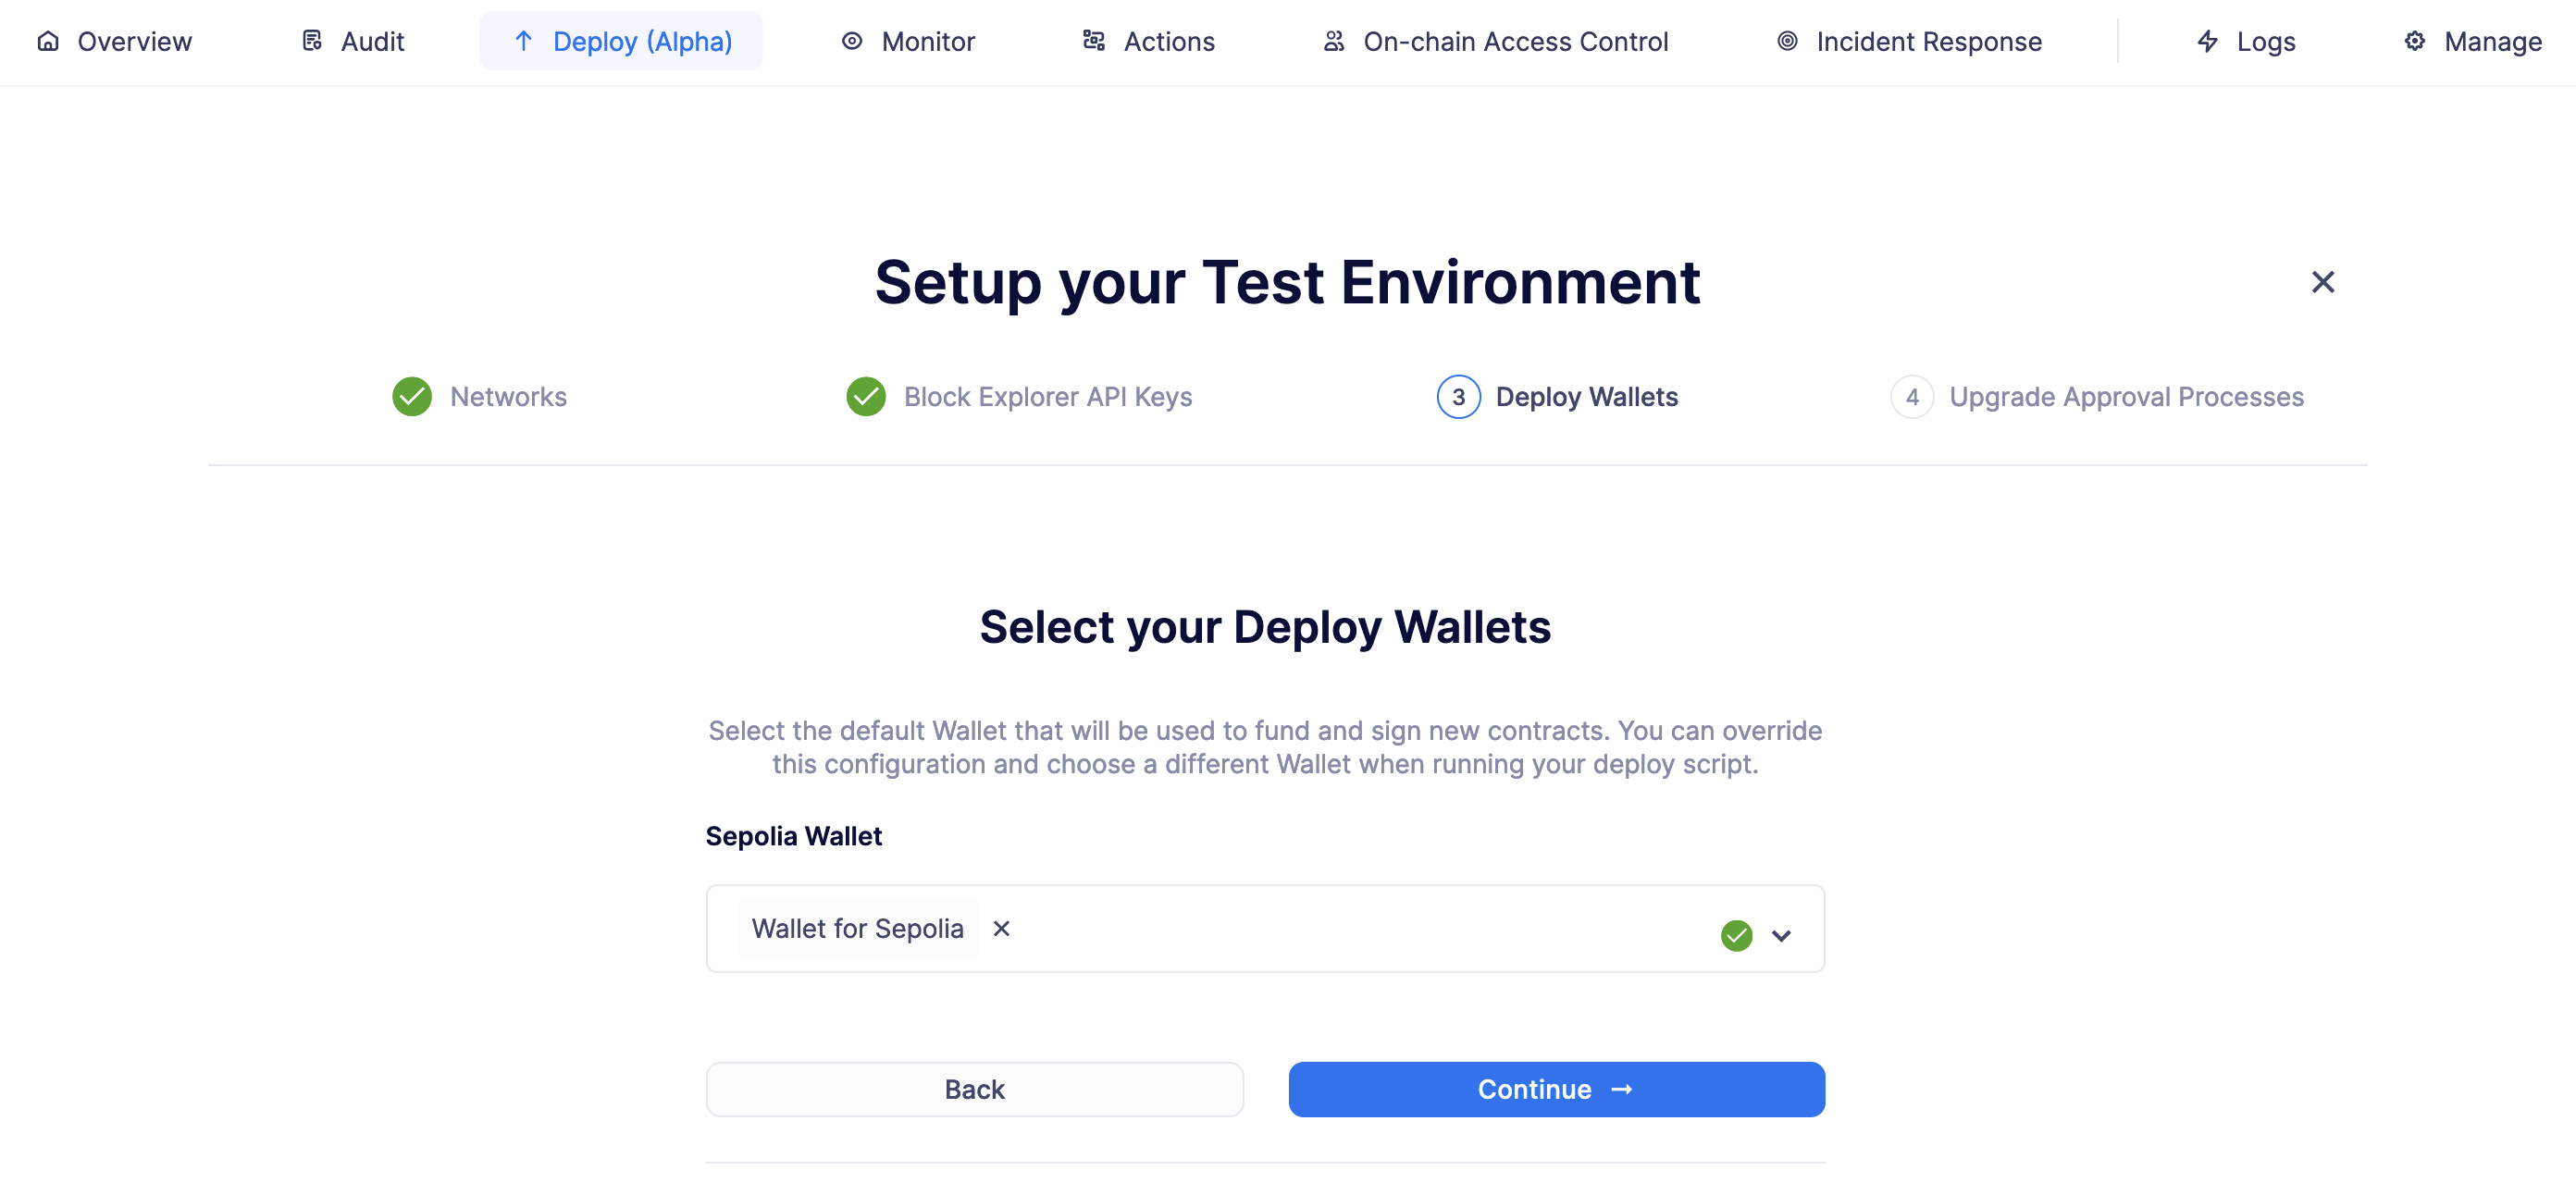 Overview Audit Deploy (Alpha) Monitor Actions On-chain Access Control Incident Response Logs Manage
Setup your Test Environment
Networks Block Explorer API Keys 3 Deploy Wallets 4 Upgrade Approval Processes
Select your Deploy Wallets
Select the default Wallet that will be used to fund and sign new contracts. You can override
this configuration and choose a different Wallet when running your deploy script.
Sepolia Wallet
Wallet for Sepolia
Back Continue →